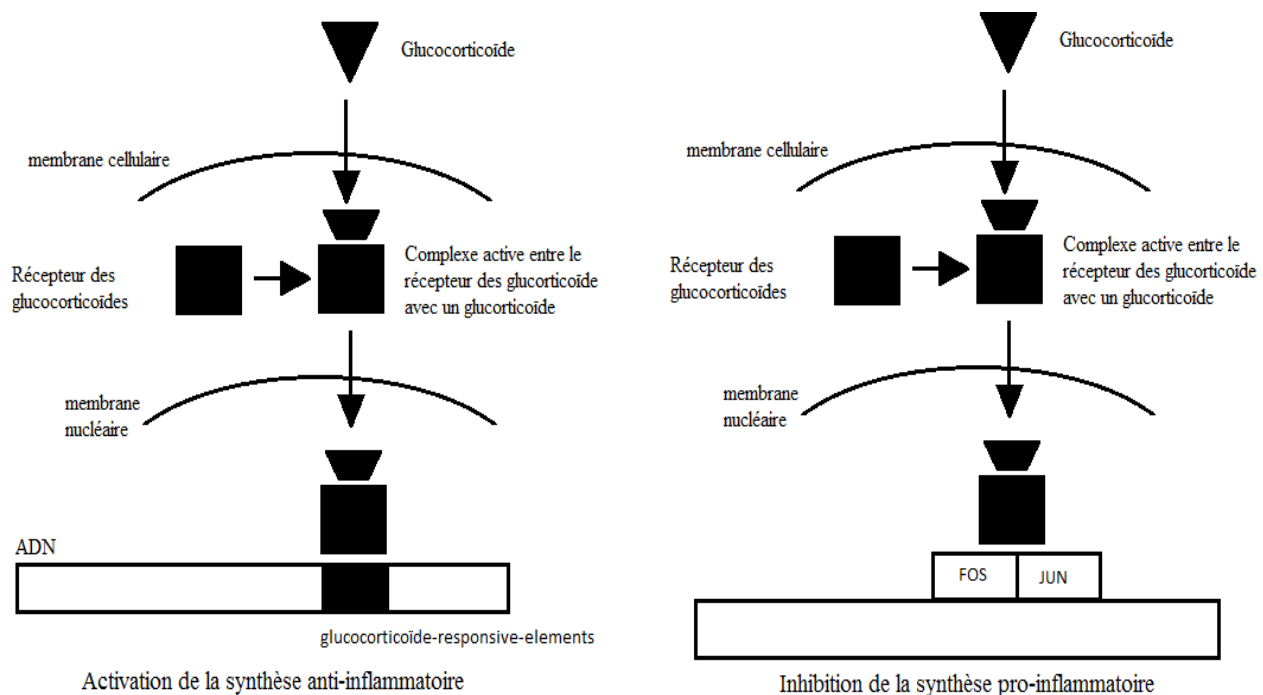 Glucocorticoïde
membrane cellulaire
Récepteur des
glucocorticoïdes
Complexe active entre le
récepteur des glucorticoïde
avec un glucorticoïde
membrane
nucléaire
ADN
glucocorticoïde-responsive-elements
Activation de la synthèse anti-inflammatoire
Glucocorticoïde
membrane cellulaire
Récepteur des
glucocorticoïdes
Complexe active entre le
récepteur des glucorticoïde
avec un glucorticoïde
membrane
nucléaire
FOS
JUN
Inhibition de la synthèse pro-inflammatoire